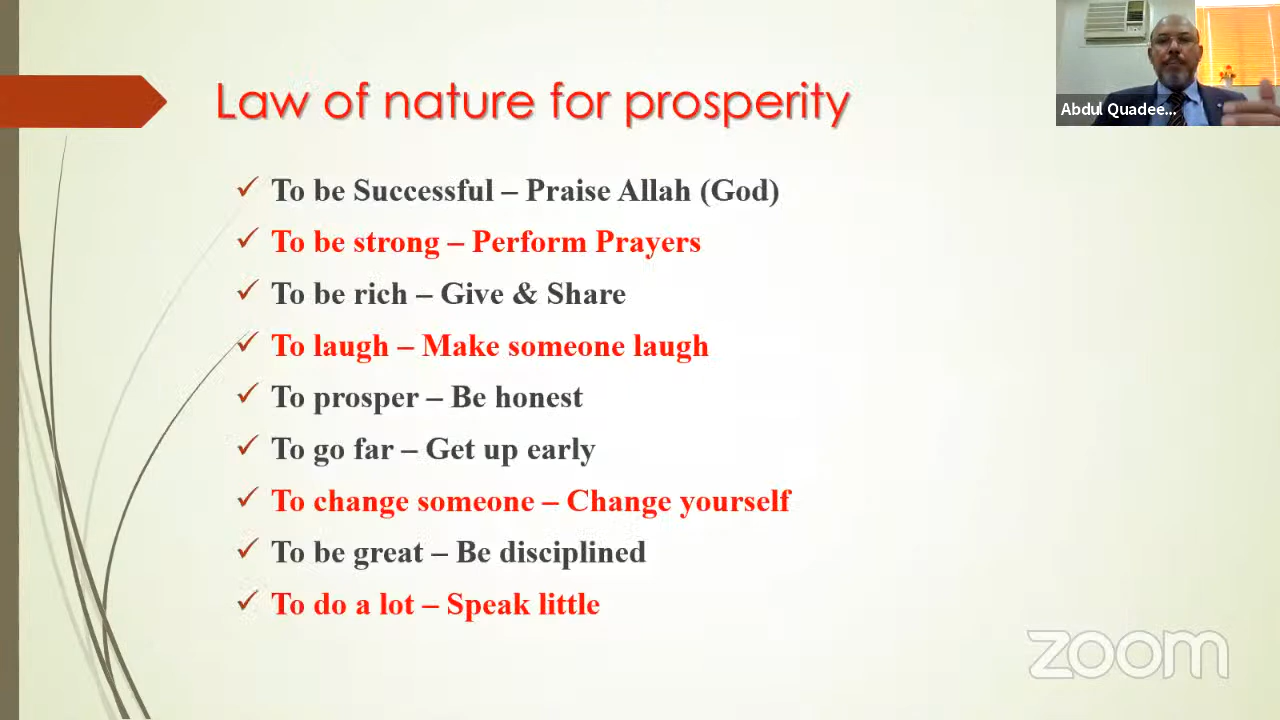 Law of nature for prosperity
Abdul Quadee...
✓ To be Successful – Praise Allah (God)
✓ To be strong – Perform Prayers
✓ To be rich – Give & Share
✓ To laugh – Make someone laugh
✓ To prosper – Be honest
✓ To go far – Get up early
✓ To change someone – Change yourself
✓ To be great – Be disciplined
✓ To do a lot – Speak little
zoom